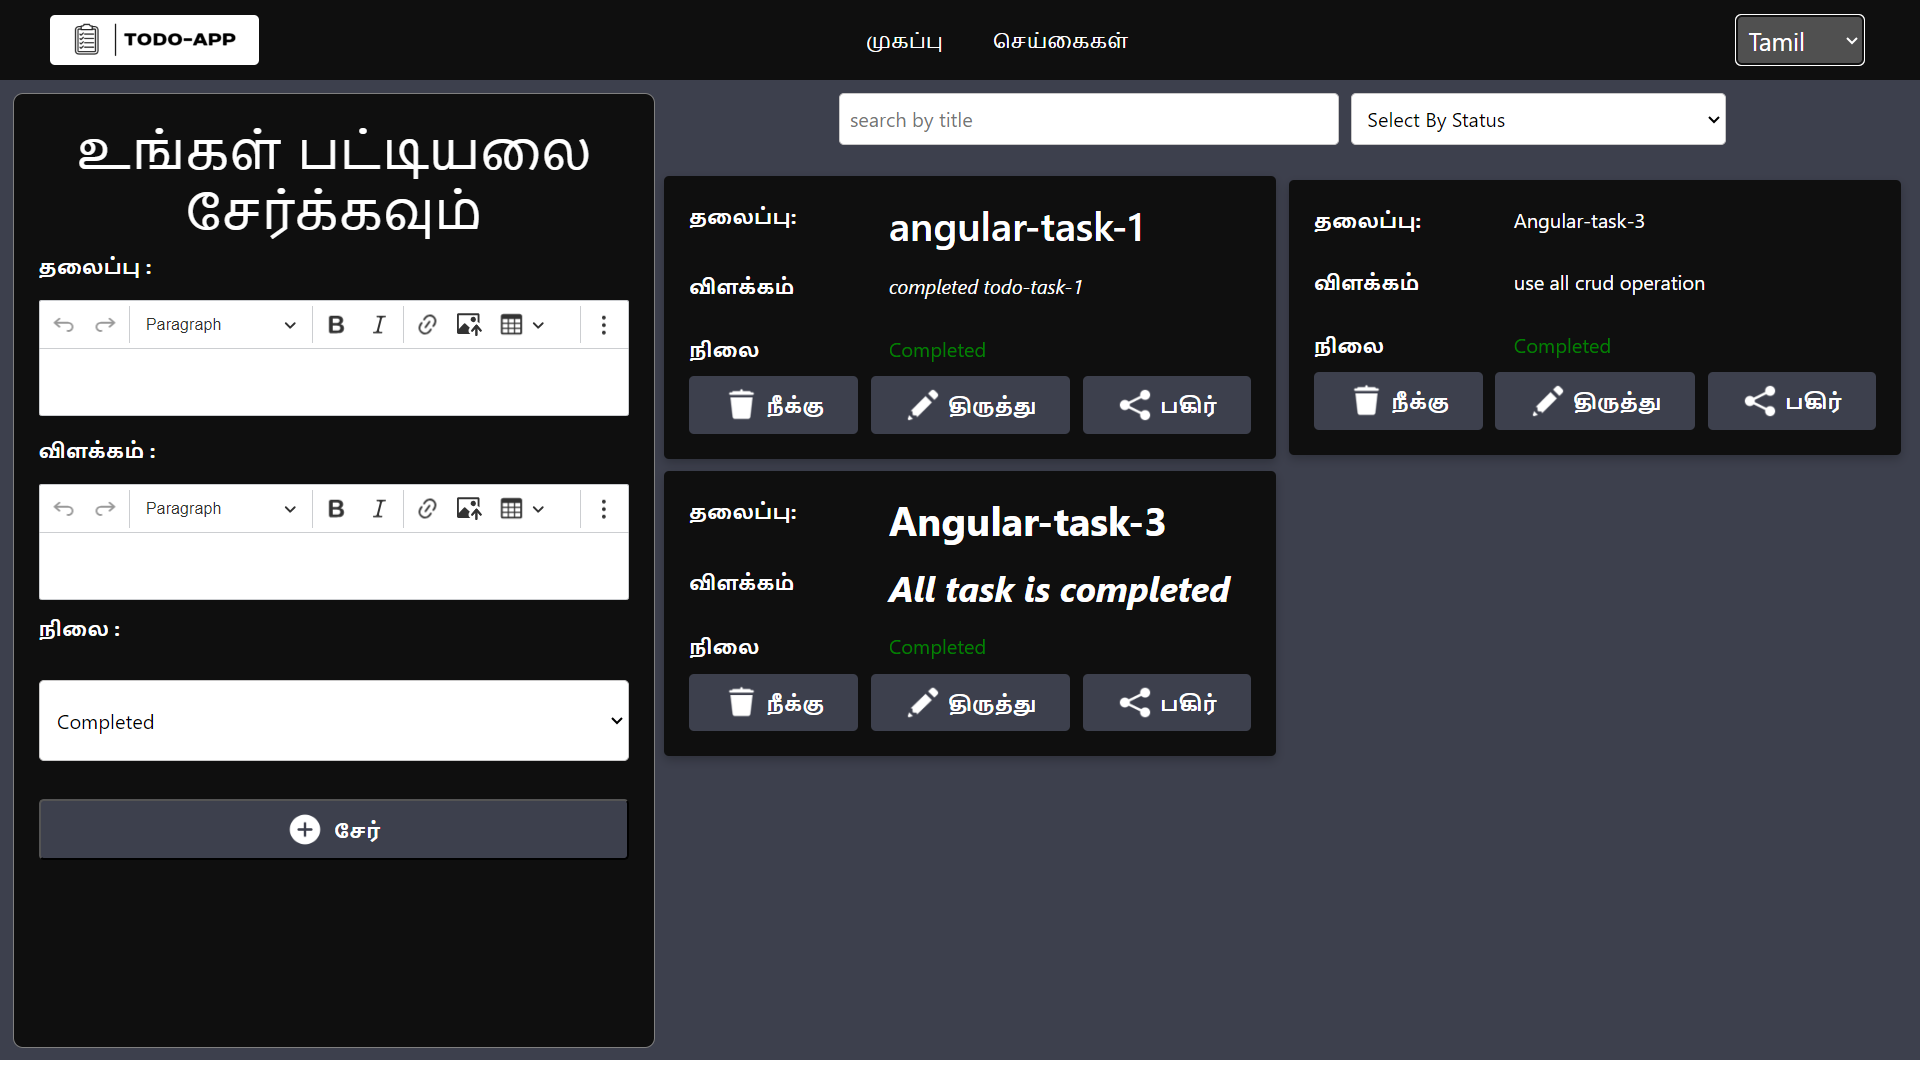 TODO-APP
முகப்பு
செய்கைகள்
Tamil
உங்கள் பட்டியலை
சேர்க்கவும்
தலைப்பு :
Paragraph
விளக்கம் :
Paragraph
நிலை :
Completed
சேர்
search by title
Select By Status
தலைப்பு: angular-task-1
விளக்கம் completed todo-task-1
நிலை Completed
நீக்கு திருத்து பகிர்
தலைப்பு: Angular-task-3
விளக்கம் use all crud operation
நிலை Completed
நீக்கு திருத்து பகிர்
தலைப்பு: Angular-task-3
விளக்கம் All task is completed
நிலை Completed
நீக்கு திருத்து பகிர்